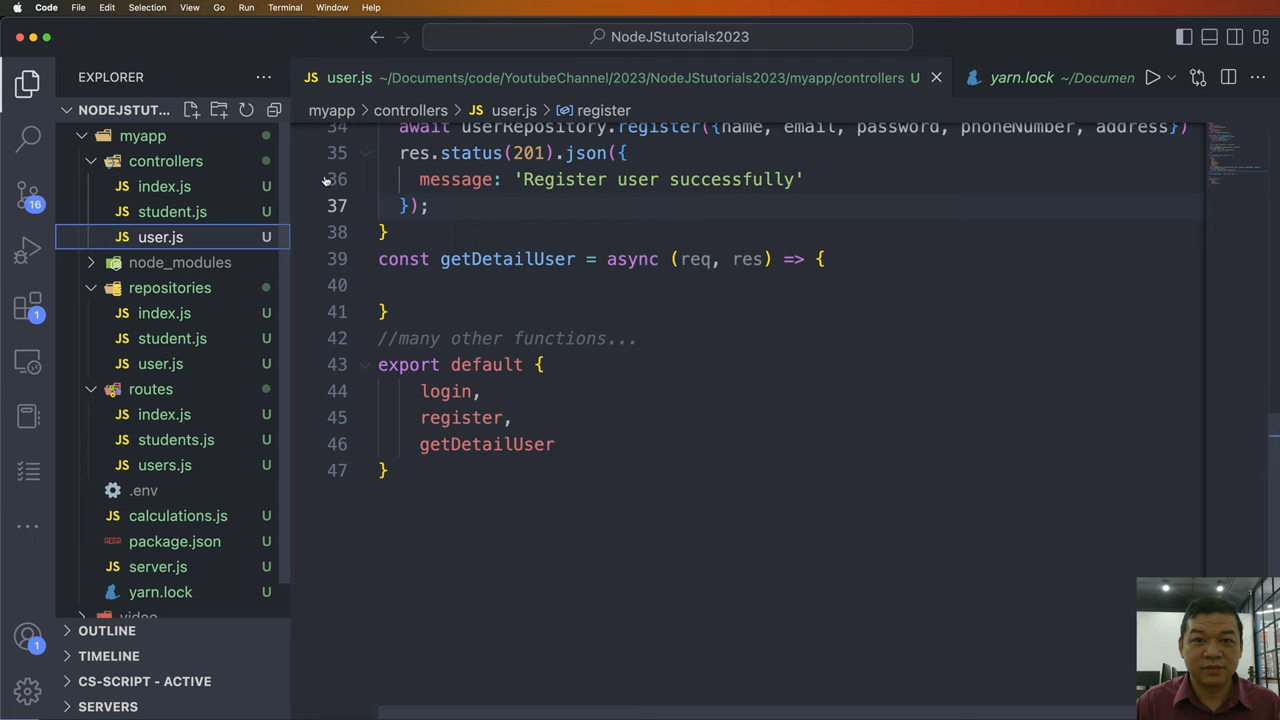 Code File Edit Selection View Go Run Terminal Window Help
NodeJStutorials2023
EXPLORER
user.js ~/Documents/code/YoutubeChannel/2023/NodeJStutorials2023/myapp/controllers U
yarn.lock ~/Documen
NODEJSTUT...
myapp > controllers > JS user.js > register
myapp
controllers
JS index.js U
JS student.js U
JS user.js U
node_modules
repositories
JS index.js U
JS student.js U
JS user.js U
routes
JS index.js U
JS students.js U
JS users.js U
.env
JS calculations.js U
package.json U
JS server.js U
yarn.lock U
video
OUTLINE
TIMELINE
CS-SCRIPT - ACTIVE
SERVERS
16
1
1
34 await userRepository.register({name, email, password, phoneNumber, address})
35 res.status(201).json({
36 message: 'Register user successfully'
37 });
38 }
39 const getDetailUser = async (req, res) => {
40
41 }
42 //many other functions...
43 export default {
44 login,
45 register,
46 getDetailUser
47 }